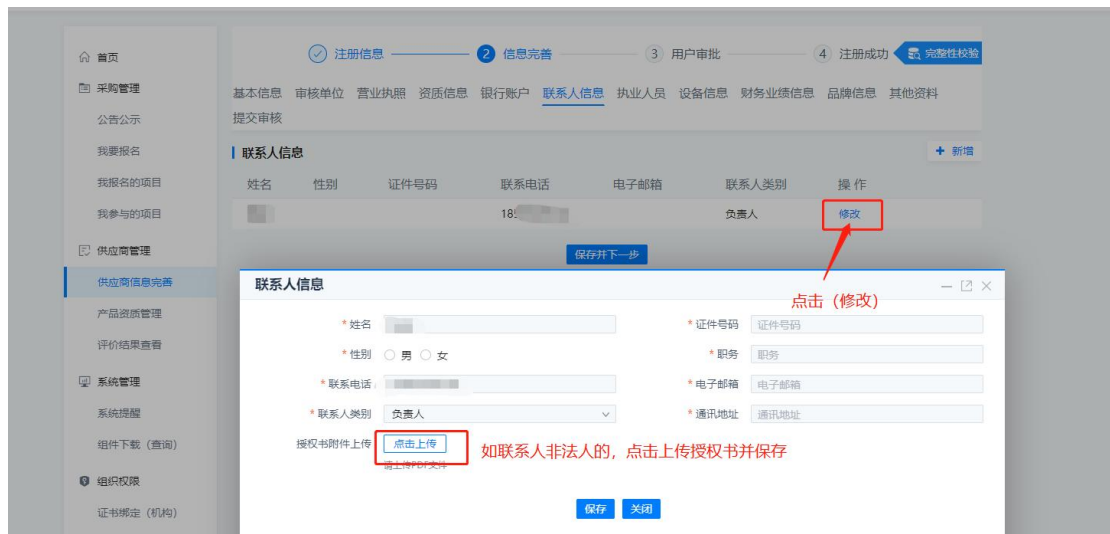 首页
采购管理
公告公示
我要报名
我报名的项目
我参与的项目
供应商管理
供应商信息完善
产品资质管理
评价结果查看
系统管理
系统提醒
组件下载（查询）
组织权限
证书绑定（机构）
注册信息 2 信息完善 3 用户审批 4 注册成功 完整性校验
基本信息 审核单位 营业执照 资质信息 银行账户 联系人信息 执业人员 设备信息 财务业绩信息 品牌信息 其他资料
提交审核
联系人信息 + 新增
姓名 性别 证件号码 联系电话 电子邮箱 联系人类别 操作
负责人 修改
保存并下一步
点击（修改）
联系人信息
*姓名 *证件号码 证件号码
*性别 男 女 *职务 职务
*联系电话 *电子邮箱 电子邮箱
*联系人类别 负责人 *通讯地址 通讯地址
授权书附件上传 点击上传 如联系人非法人的，点击上传授权书并保存
请上传PDF文件
保存 关闭